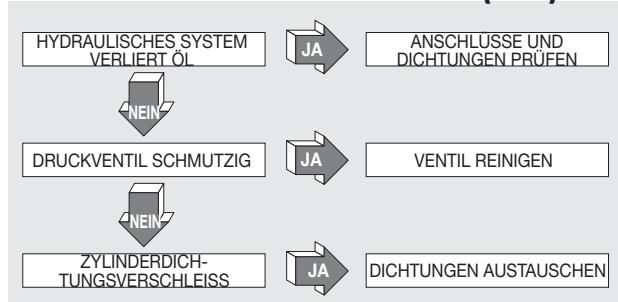 HYDRAULISCHES SYSTEM
VERLIERT ÖL
JA
ANSCHLÜSSE UND
DICHTUNGEN PRÜFEN
NEIN
DRUCKVENTIL SCHMUTZIG
JA
VENTIL REINIGEN
NEIN
ZYLINDERDICH-
TUNGSVERSCHLEISS
JA
DICHTUNGEN AUSTAUSCHEN